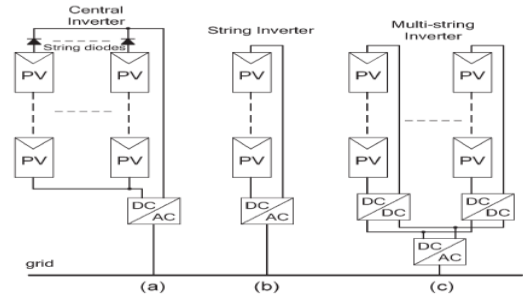 Central
Inverter
String diodes
PV
PV
PV
PV
DC
AC
String Inverter
PV
PV
DC
AC
Multi-string
Inverter
PV
PV
PV
PV
DC
DC
DC
DC
DC
AC
grid
(a)
(b)
(c)